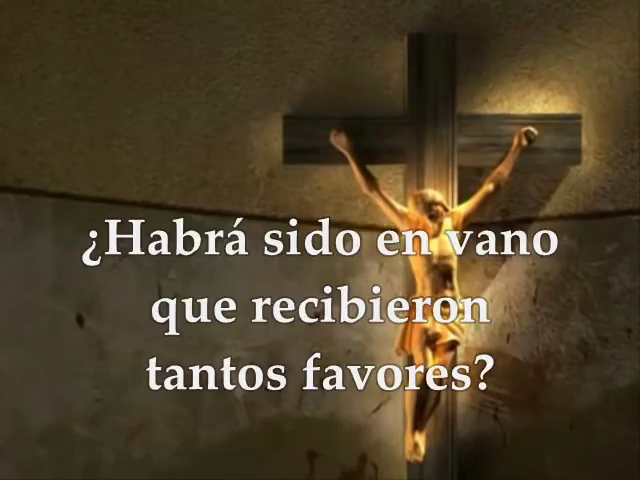 ¿Habrá sido en vano
que recibieron
tantos favores?